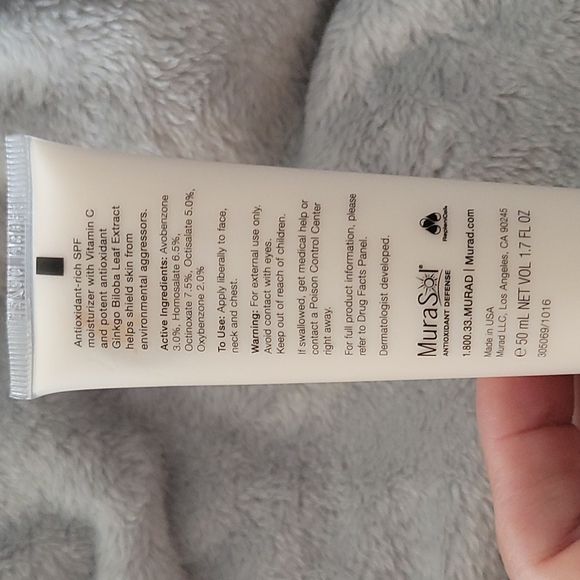 Antioxidant-rich SPF
moisturizer with Vitamin C
and potent antioxidant
Ginkgo Biloba Leaf Extract
helps shield skin from
environmental aggressors.
Active Ingredients: Avobenzone
3.0%, Homosalate 6.5%,
Octinoxate 7.5%, Octisalate 5.0%,
Oxybenzone 2.0%
To Use: Apply liberally to face,
neck and chest.
Warning: For external use only.
Avoid contact with eyes.
Keep out of reach of children.
If swallowed, get medical help or
contact a Poison Control Center
right away.
For full product information, please
refer to Drug Facts Panel.
Dermatologist developed.
MuraSol®
ANTIOXIDANT DEFENSE
RegeneCells
1.800.33.MURAD | Murad.com
Made in USA
Murad LLC, Los Angeles, CA 90245
℮ 50 mL NET VOL 1.7 FL OZ
305069/1016